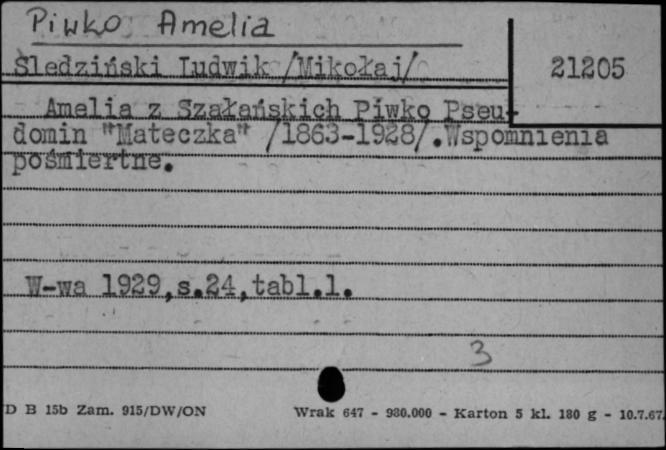 Piwko Amelia
Śledziński Ludwik /Mikołaj/
21205
Amelia z Szałańskich Piwko Pseu-
domin "Mateczka" /1863-1928/.Wspomnienia
pośmiertne.
W-wa 1929,s.24,tabl.1.
3
D B 15b Zam. 915/DW/ON
Wrak 647 - 980.000 - Karton 5 kl. 180 g - 10.7.67.